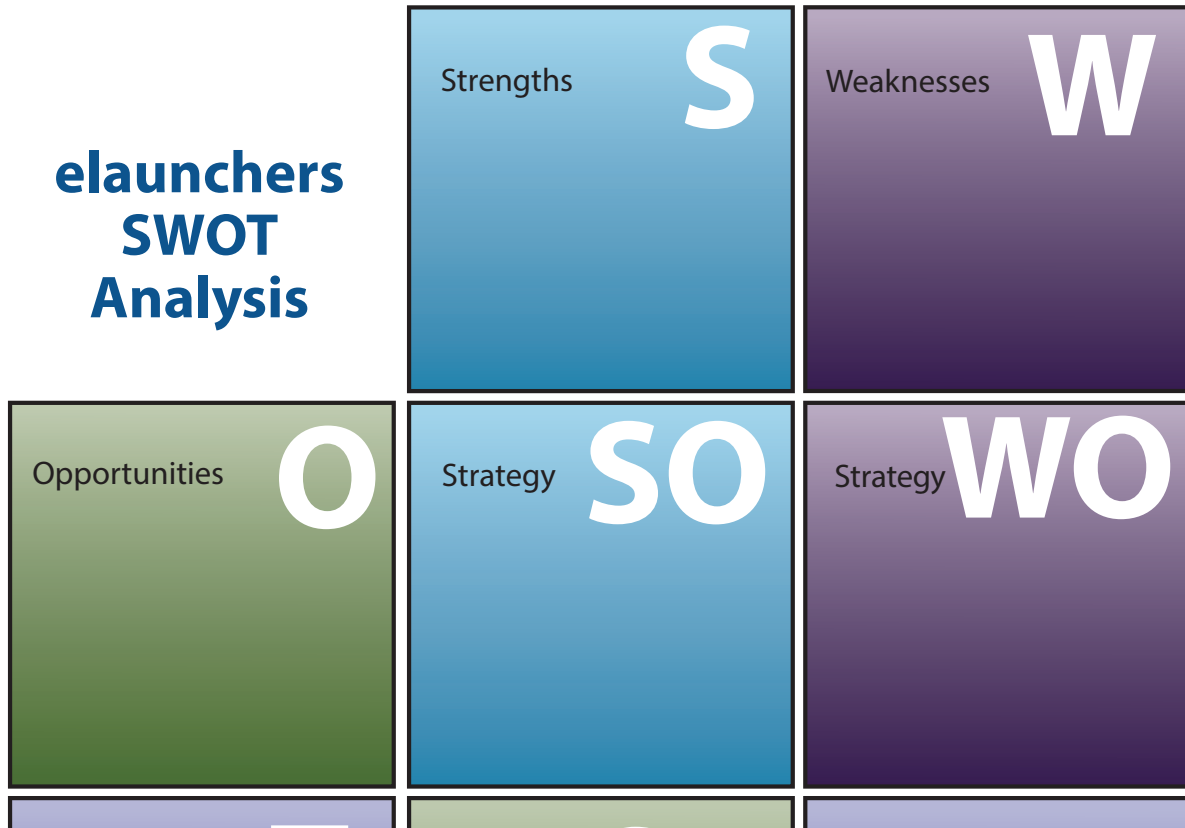 elaunchers
SWOT
Analysis
Strengths S
Weaknesses W
Opportunities O
Strategy SO
Strategy WO